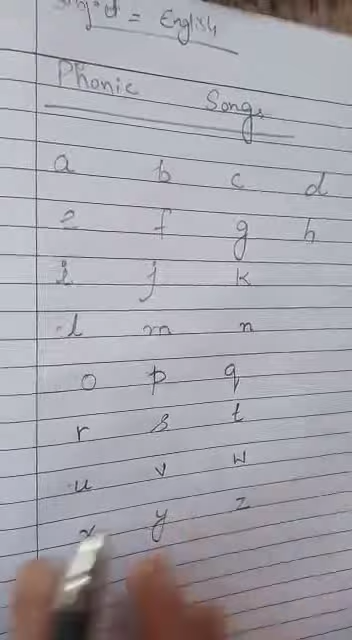 = English
Phonic Songs
a b c d
e f g h
i j k
l m n
o p q
r s t
u v w
x y z